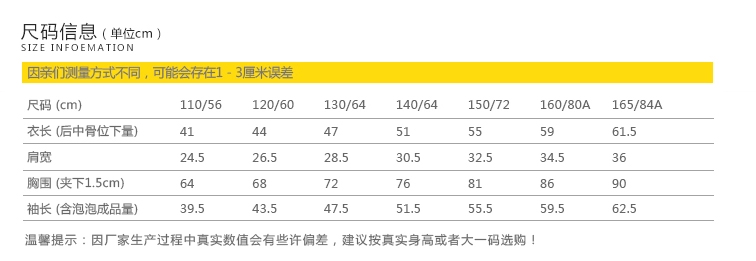 尺码信息（单位cm）
SIZE INFOEMATION
因亲们测量方式不同，可能会存在1 - 3厘米误差
尺码 (cm) 110/56 120/60 130/64 140/64 150/72 160/80A 165/84A
衣长 (后中骨位下量) 41 44 47 51 55 59 61.5
肩宽 24.5 26.5 28.5 30.5 32.5 34.5 36
胸围 (夹下1.5cm) 64 68 72 76 81 86 90
袖长 (含泡泡成品量) 39.5 43.5 47.5 51.5 55.5 59.5 62.5
温馨提示：因厂家生产过程中真实数值会有些许偏差，建议按真实身高或者大一码选购！